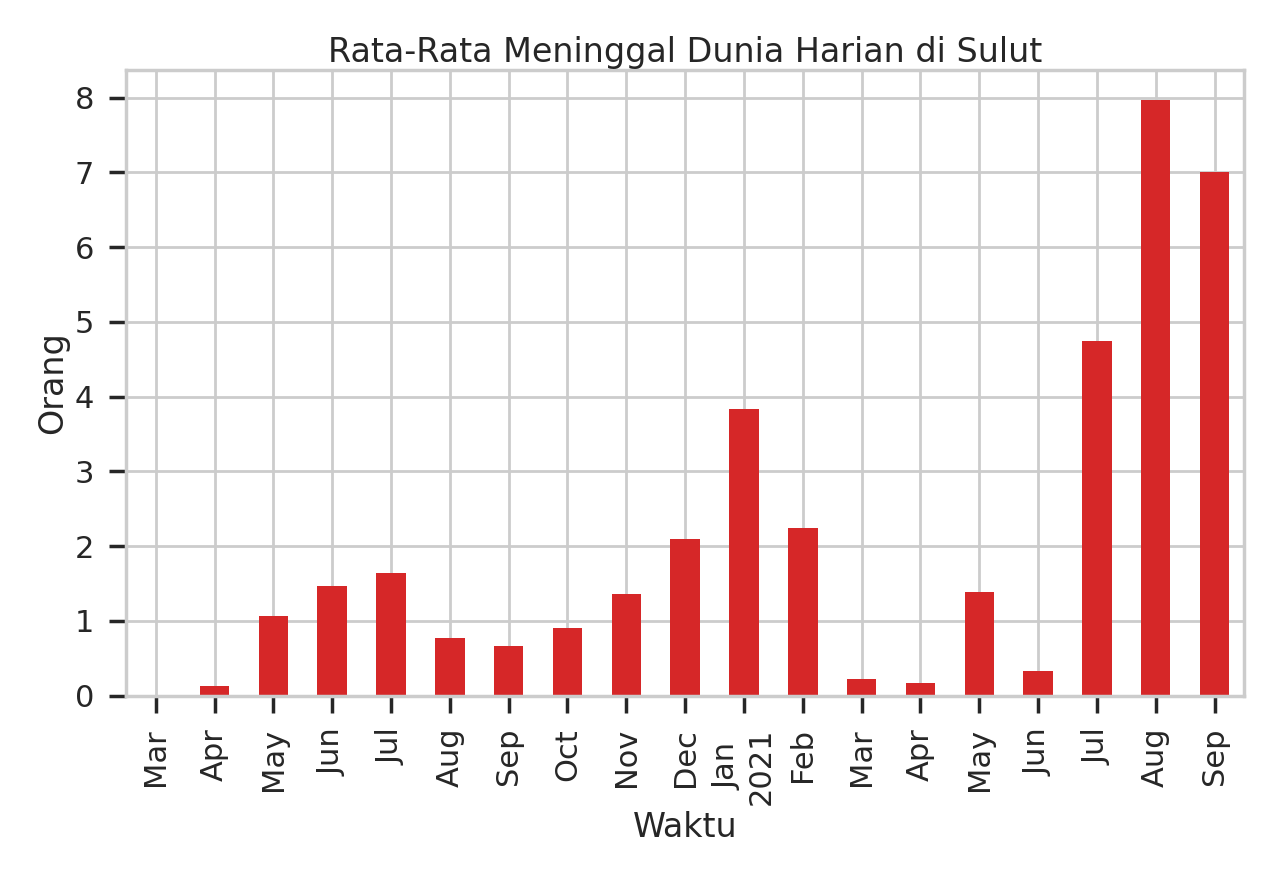 Rata-Rata Meninggal Dunia Harian di Sulut
8
7
6
5
4
3
2
1
0
Orang
Mar
Apr
May
Jun
Jul
Aug
Sep
Oct
Nov
Dec
Jan
2021
Feb
Mar
Apr
May
Jun
Jul
Aug
Sep
Waktu